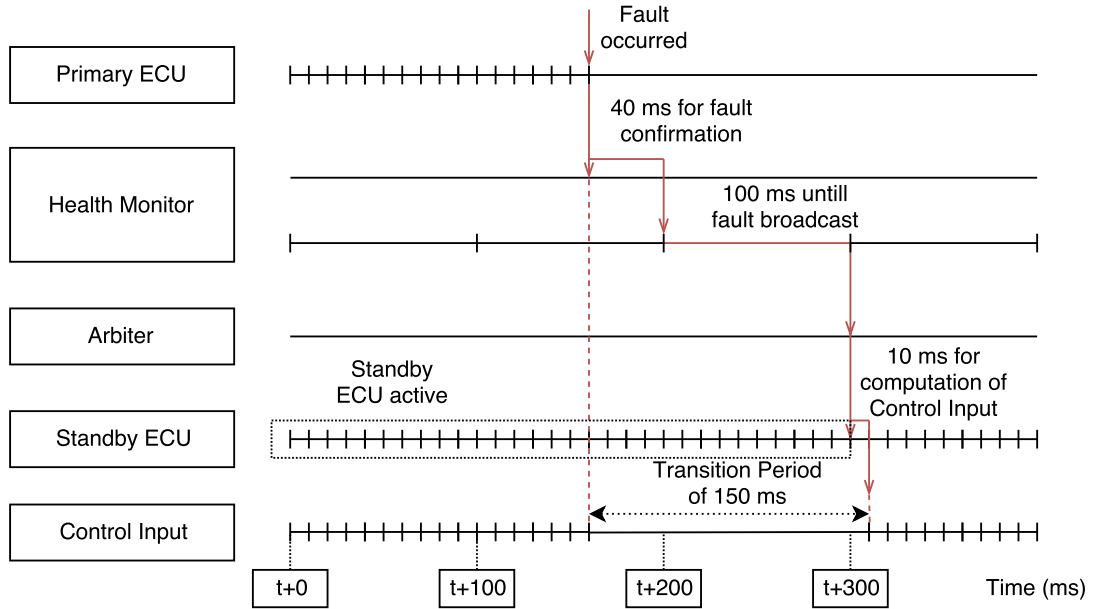 Fault
occurred
Primary ECU
40 ms for fault
confirmation
Health Monitor
100 ms untill
fault broadcast
Arbiter
Standby
ECU active
10 ms for
computation of
Control Input
Standby ECU
Transition Period
of 150 ms
Control Input
t+0
t+100
t+200
t+300
Time (ms)